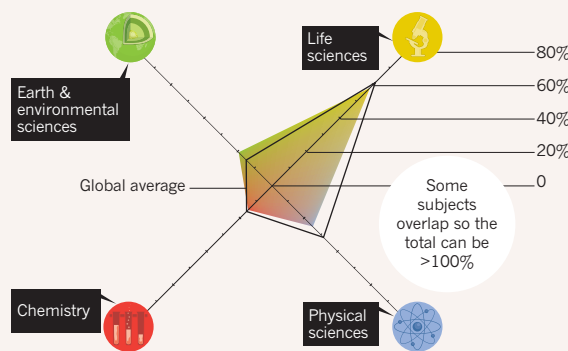 Life
sciences
80%
Earth &
environmental
sciences
60%
40%
20%
Global average
0
Some
subjects
overlap so the
total can be
>100%
Chemistry
Physical
sciences